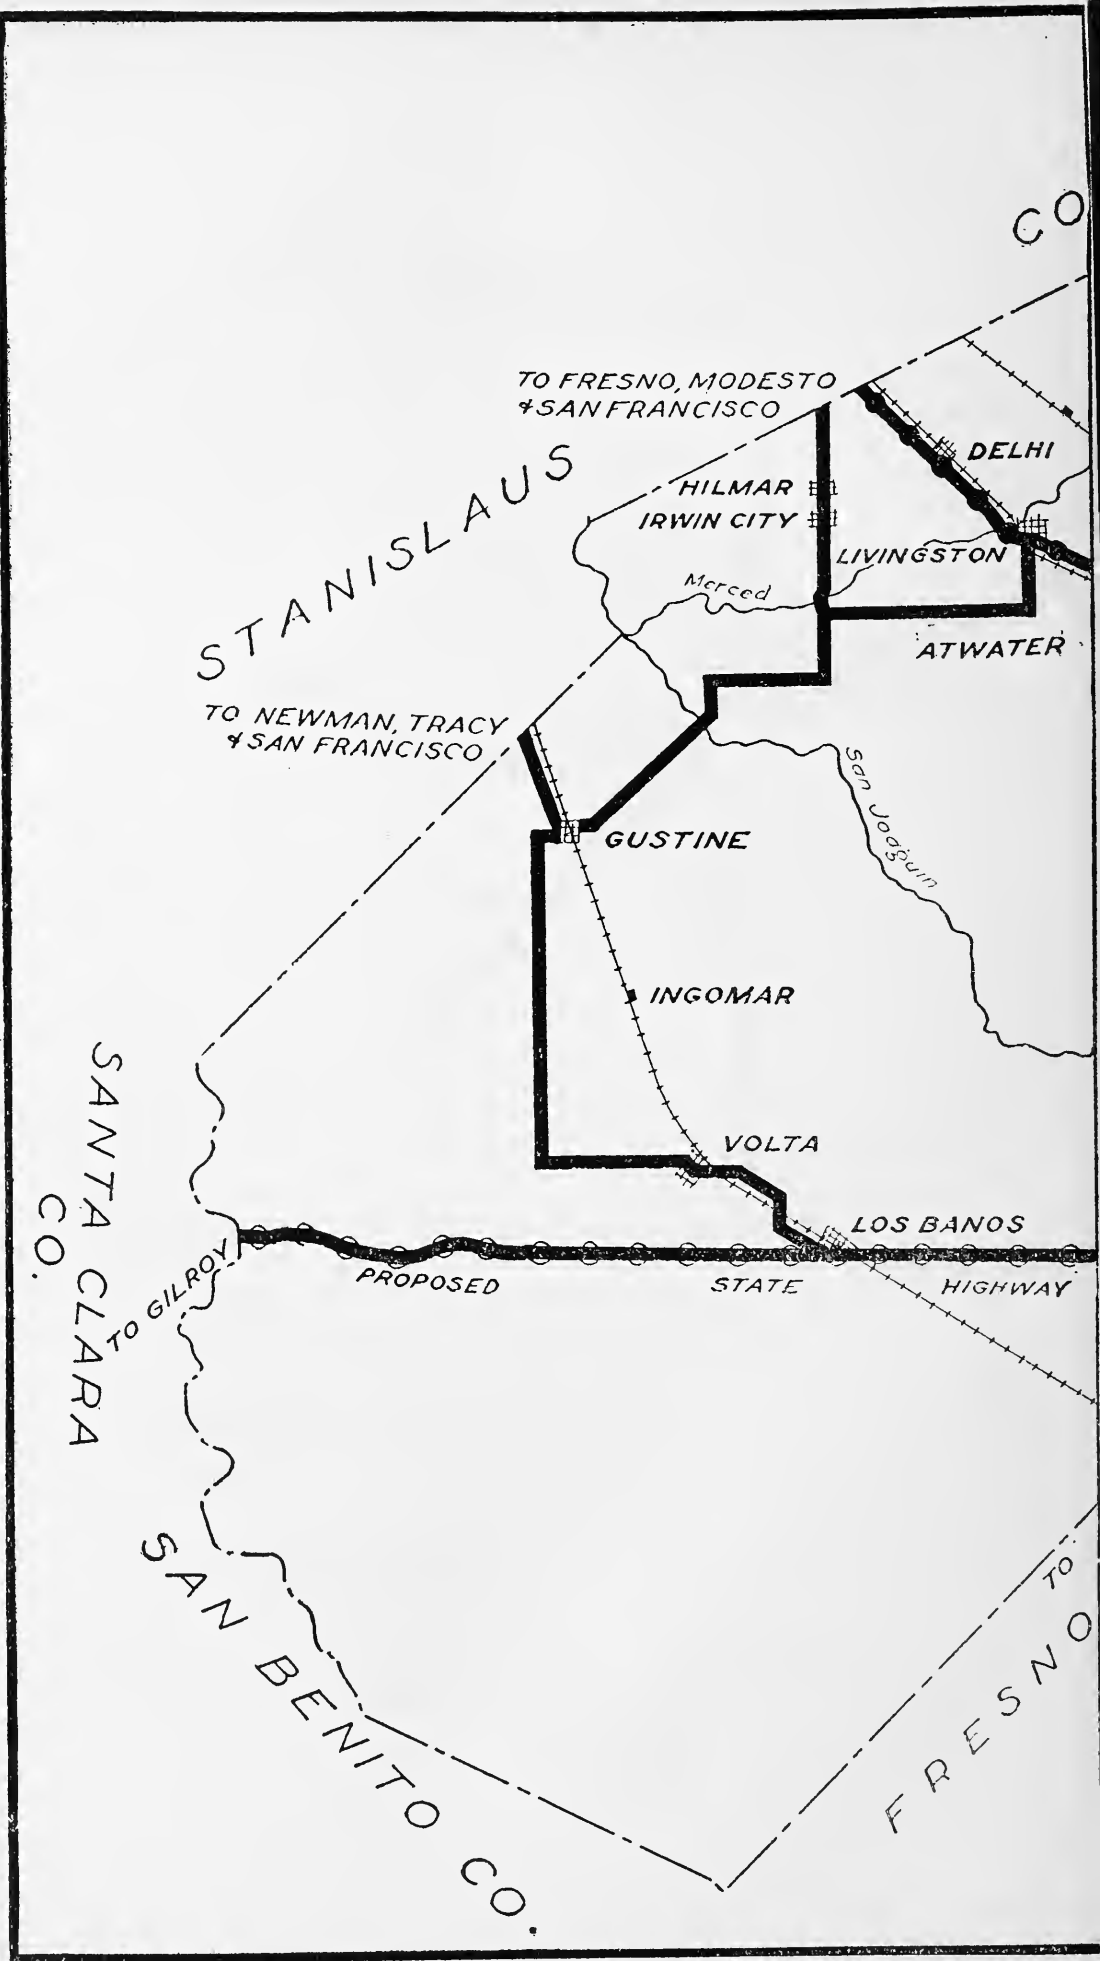 CO
TO FRESNO, MODESTO
& SAN FRANCISCO
DELHI
STANISLAUS
HILMAR
IRWIN CITY
LIVINGSTON
Merced
ATWATER
TO NEWMAN, TRACY
& SAN FRANCISCO
San Joaquin
GUSTINE
INGOMAR
VOLTA
LOS BANOS
PROPOSED STATE HIGHWAY
TO GILROY
SANTA CLARA
CO.
SAN BENITO CO.
TO
FRESNO